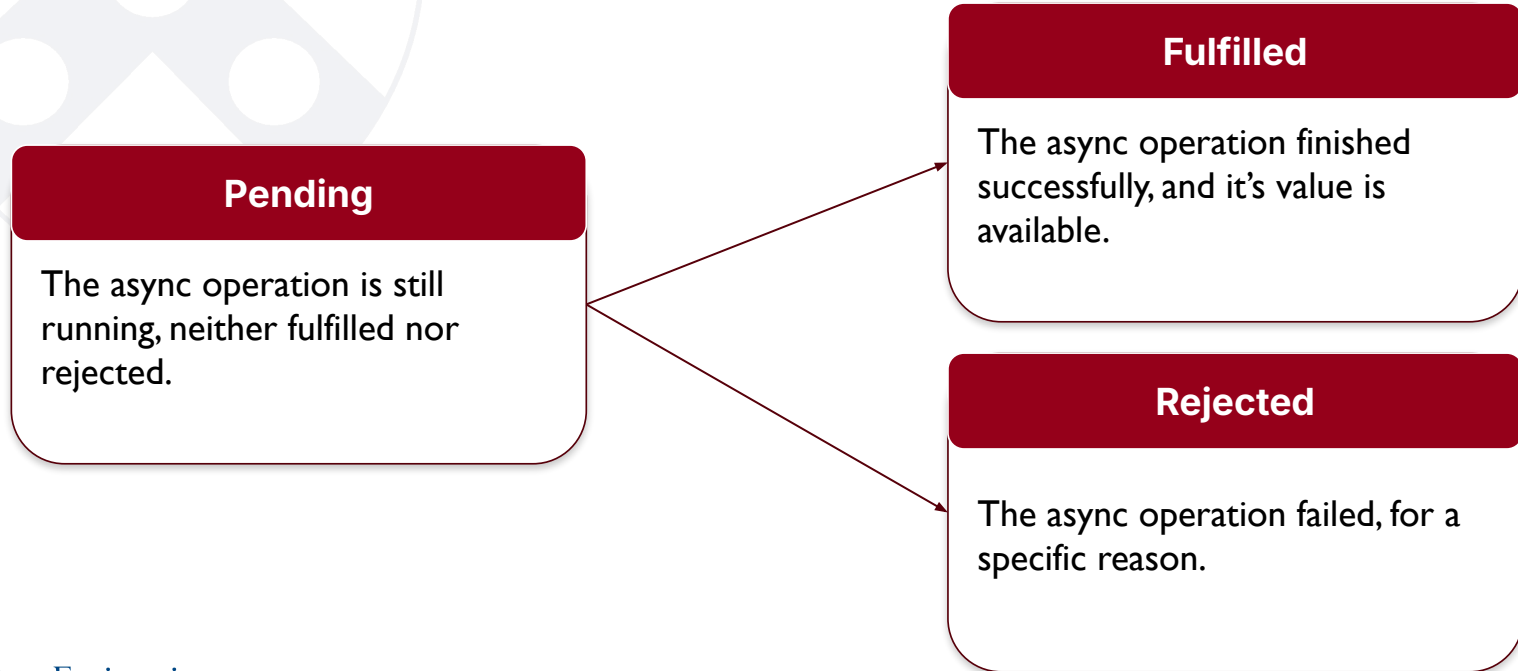 Pending
The async operation is still
running, neither fulfilled nor
rejected.
Fulfilled
The async operation finished
successfully, and it’s value is
available.
Rejected
The async operation failed, for a
specific reason.